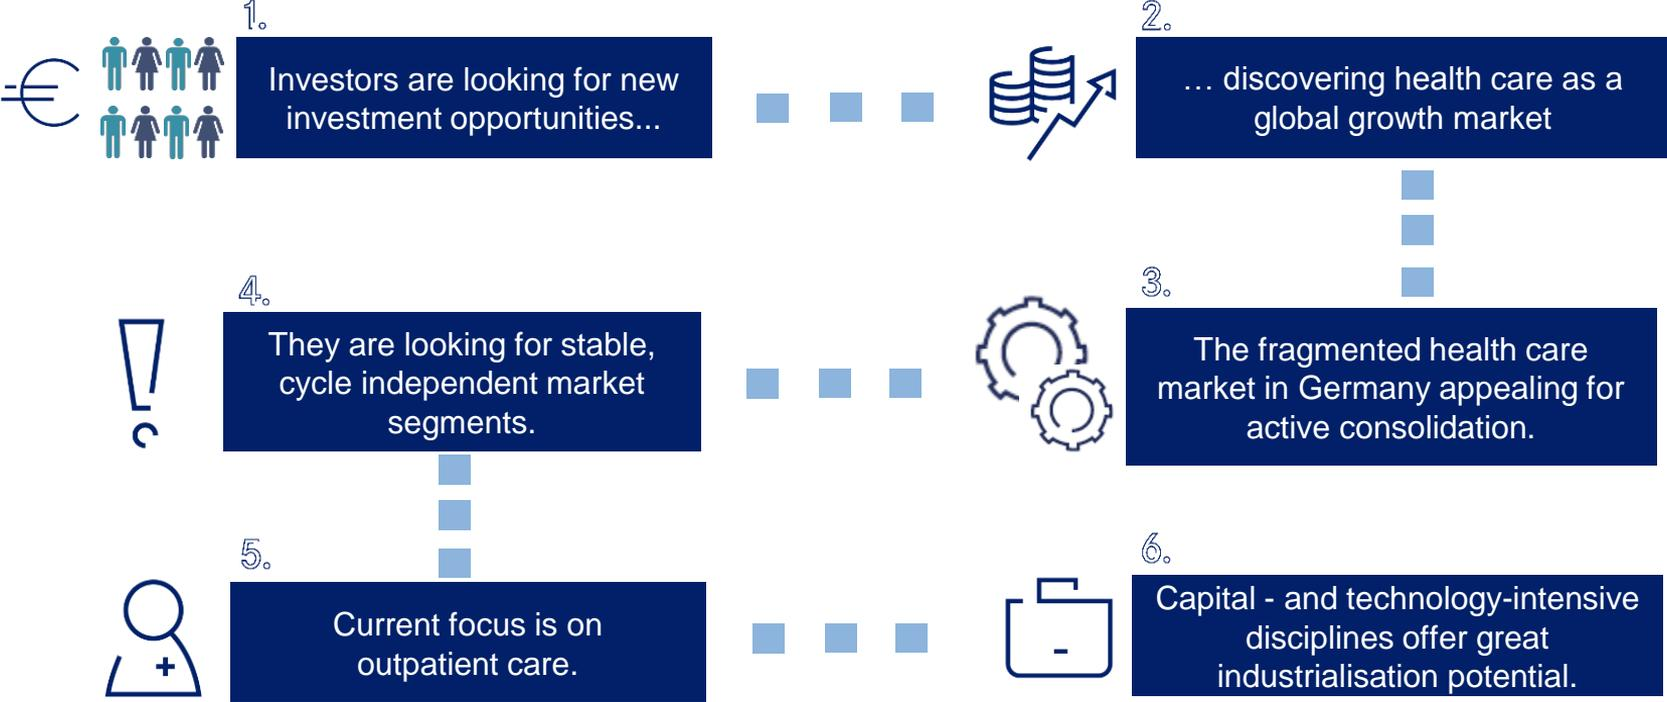 1.
Investors are looking for new
investment opportunities...
2.
… discovering health care as a
global growth market
3.
The fragmented health care
market in Germany appealing for
active consolidation.
4.
They are looking for stable,
cycle independent market
segments.
5.
Current focus is on
outpatient care.
6.
Capital - and technology-intensive
disciplines offer great
industrialisation potential.